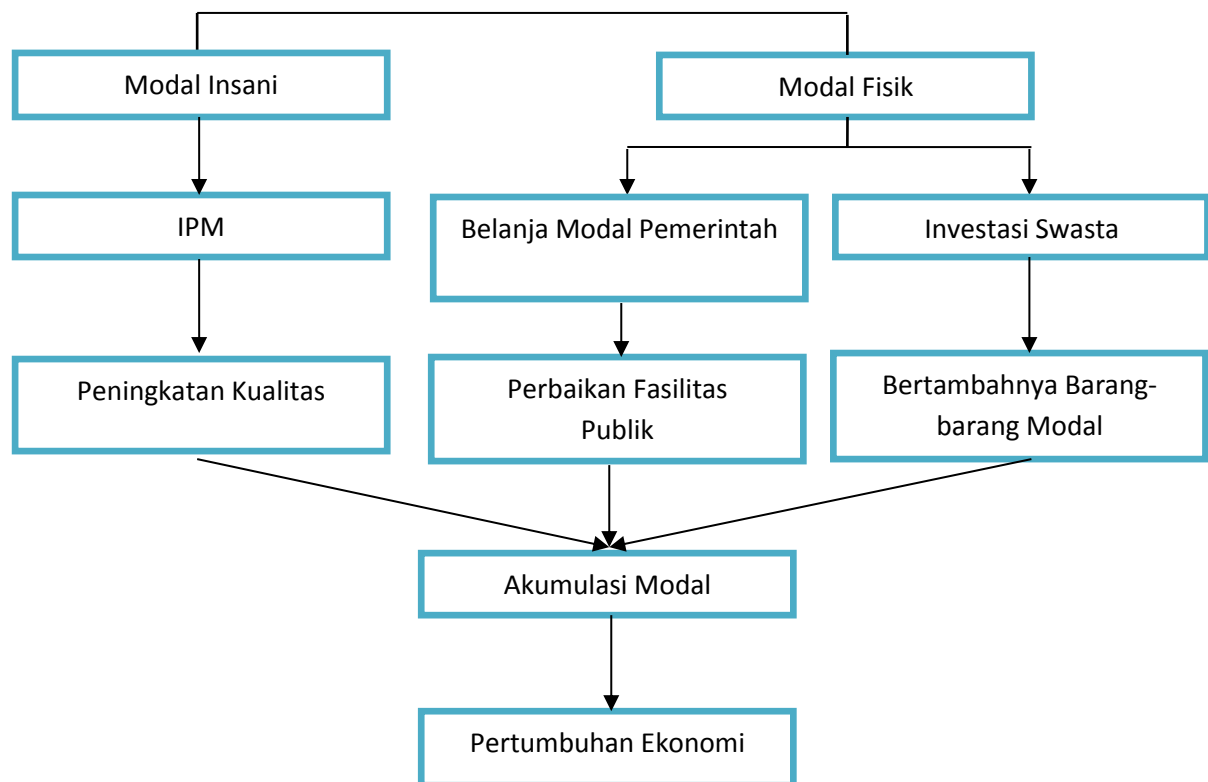 Modal Insani
Modal Fisik
IPM
Belanja Modal Pemerintah
Investasi Swasta
Peningkatan Kualitas
Perbaikan Fasilitas
Publik
Bertambahnya Barang-
barang Modal
Akumulasi Modal
Pertumbuhan Ekonomi